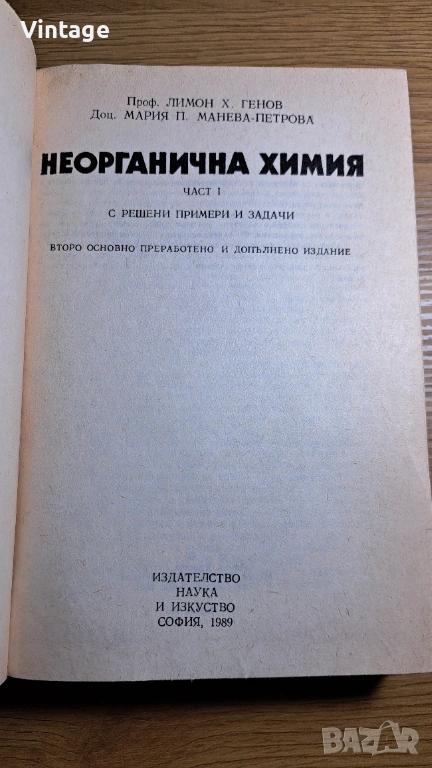 Vintage
Проф. ЛИМОН Х. ГЕНОВ
Доц. МАРИЯ П. МАНЕВА-ПЕТРОВА
НЕОРГАНИЧНА ХИМИЯ
ЧАСТ I
С РЕШЕНИ ПРИМЕРИ И ЗАДАЧИ
ВТОРО ОСНОВНО ПРЕРАБОТЕНО И ДОПЪЛНЕНО ИЗДАНИЕ
ИЗДАТЕЛСТВО
НАУКА
И ИЗКУСТВО
СОФИЯ, 1989
BAZAR